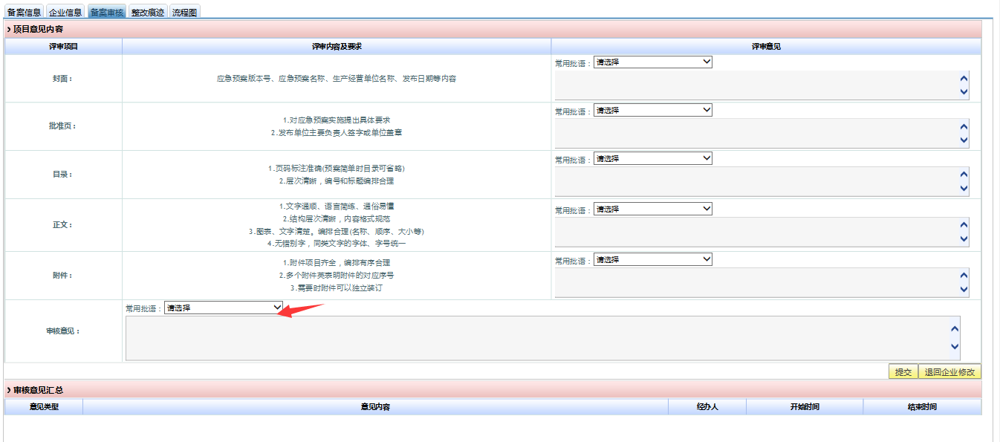 备案信息 企业信息 备案审核 整改痕迹 流程图
项目意见内容
评审项目 评审内容及要求 评审意见
封面： 应急预案版本号、应急预案名称、生产经营单位名称、发布日期等内容 常用批语： 请选择
批准页： 1.对应急预案实施提出具体要求 常用批语： 请选择
2.发布单位主要负责人签字或单位盖章
目录： 1.页码标注准确(预案简单时目录可省略) 常用批语： 请选择
2.层次清晰，编号和标题编排合理
正文： 1.文字通顺、语言简练、通俗易懂 常用批语： 请选择
2.结构层次清晰，内容格式规范
3.图表、文字清楚。编排合理(名称、顺序、大小等)
4.无错别字，同类文字的字体、字号统一
附件： 1.附件项目齐全，编排有序合理 常用批语： 请选择
2.多个附件英表明附件的对应序号
3.需要时附件可以独立装订
审核意见： 常用批语： 请选择
提交 退回企业修改
审核意见汇总
意见类型 意见内容 经办人 开始时间 结束时间